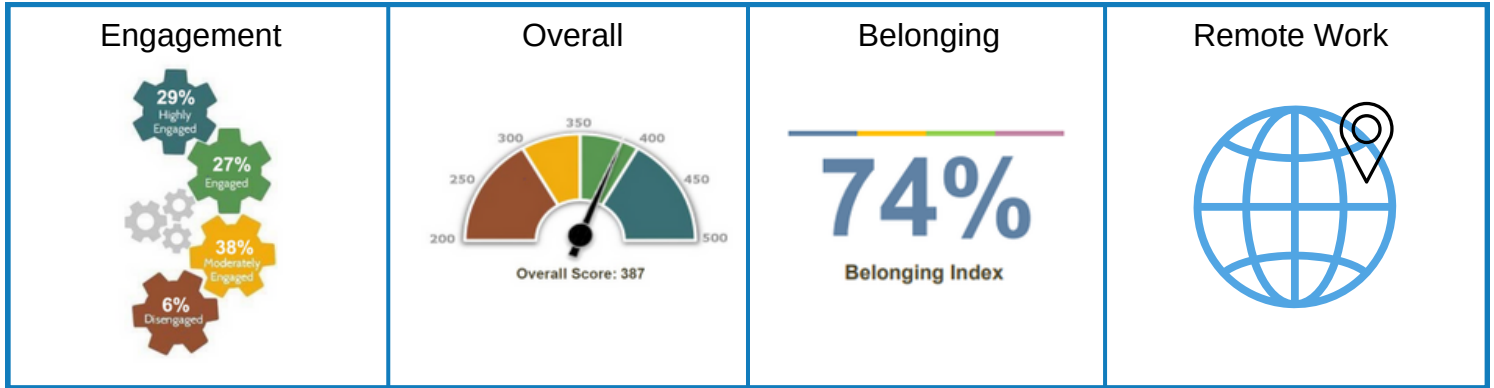 Engagement
29%
Highly
Engaged
27%
Engaged
38%
Moderately
Engaged
6%
Disengaged
Overall
200
250
300
350
400
450
500
Overall Score: 387
Belonging
74%
Belonging Index
Remote Work